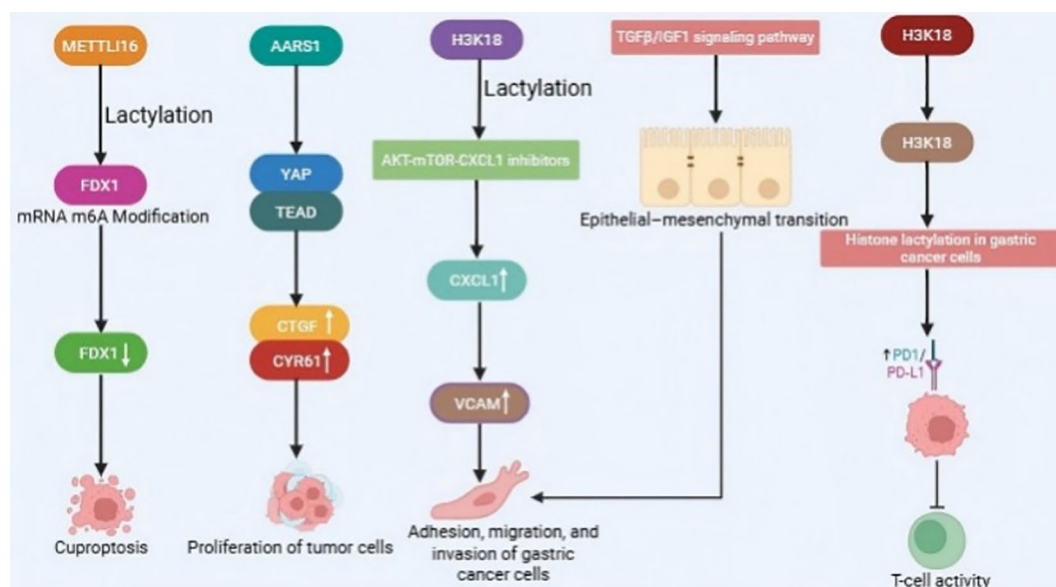 METTLI16
Lactylation
FDX1
mRNA m6A Modification
FDX1↓
Cuproptosis
AARS1
YAP
TEAD
CTGF ↑
CYR61↑
Proliferation of tumor cells
H3K18
Lactylation
AKT-mTOR-CXCL1 inhibitors
CXCL1↑
VCAM↑
Adhesion, migration, and
invasion of gastric
cancer cells
TGFβ/IGF1 signaling pathway
Epithelial–mesenchymal transition
H3K18
H3K18
Histone lactylation in gastric
cancer cells
↑PD1/
PD-L1
T-cell activity